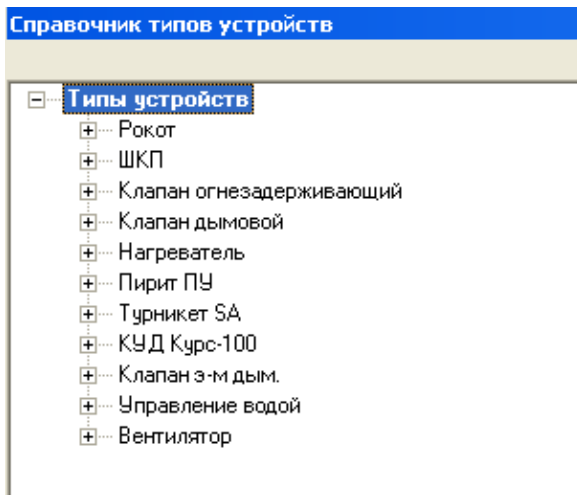 Справочник типов устройств
Типы устройств
Рокот
ШКП
Клапан огнезадерживающий
Клапан дымовой
Нагреватель
Пирит ПУ
Турникет SA
КУД Курс-100
Клапан э-м дым.
Управление водой
Вентилятор